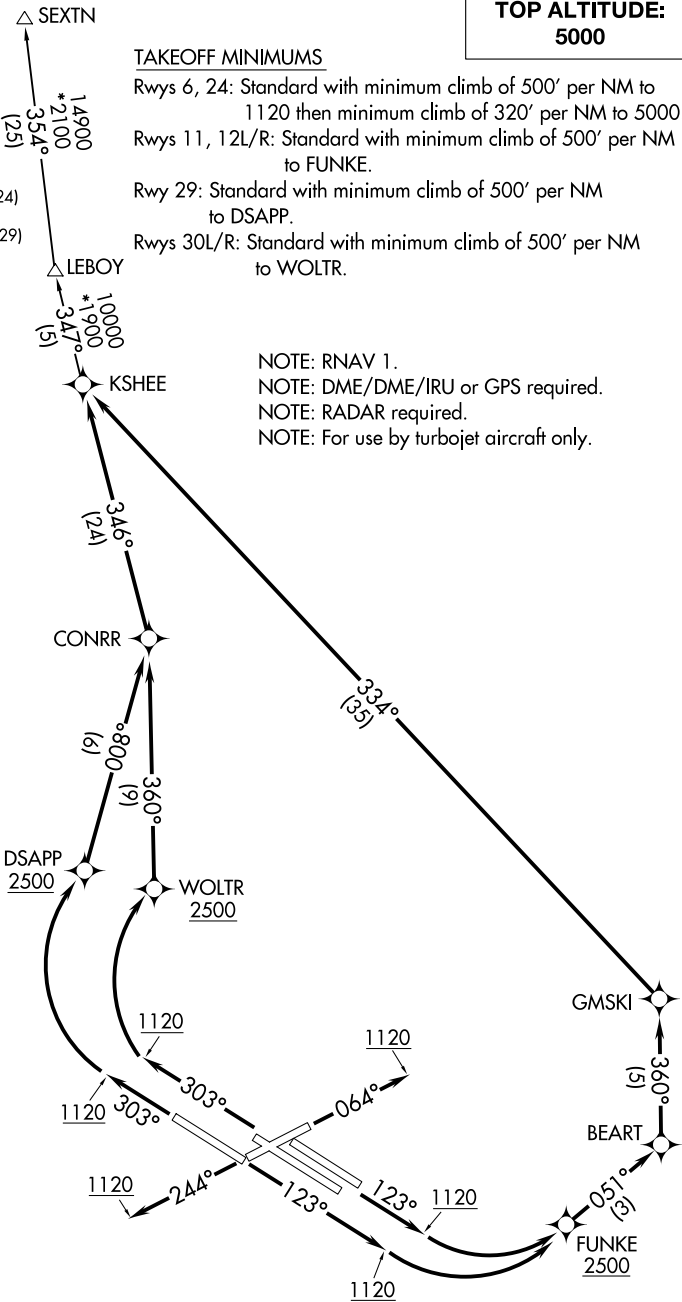 TOP ALTITUDE:
5000
SEXTN
TAKEOFF MINIMUMS
Rwys 6, 24: Standard with minimum climb of 500' per NM to
1120 then minimum climb of 320' per NM to 5000
Rwys 11, 12L/R: Standard with minimum climb of 500' per NM
to FUNKE.
Rwy 29: Standard with minimum climb of 500' per NM
to DSAPP.
Rwys 30L/R: Standard with minimum climb of 500' per NM
to WOLTR.
14900
*2100
354°
(25)
24)
29)
LEBOY
10000
*1900
347°
(5)
KSHEE
NOTE: RNAV 1.
NOTE: DME/DME/IRU or GPS required.
NOTE: RADAR required.
NOTE: For use by turbojet aircraft only.
346°
(24)
CONRR
334°
(35)
008°
(6)
360°
(9)
DSAPP
2500
WOLTR
2500
GMSKI
360°
(5)
BEART
051°
(3)
FUNKE
2500
1120
303°
1120
303°
1120
064°
1120
244°
123°
1120
123°
1120